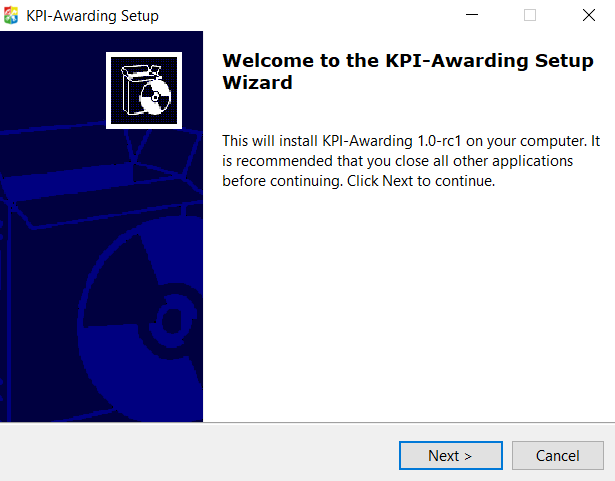 KPI-Awarding Setup
Welcome to the KPI-Awarding Setup
Wizard
This will install KPI-Awarding 1.0-rc1 on your computer. It
is recommended that you close all other applications
before continuing. Click Next to continue.
Next >
Cancel